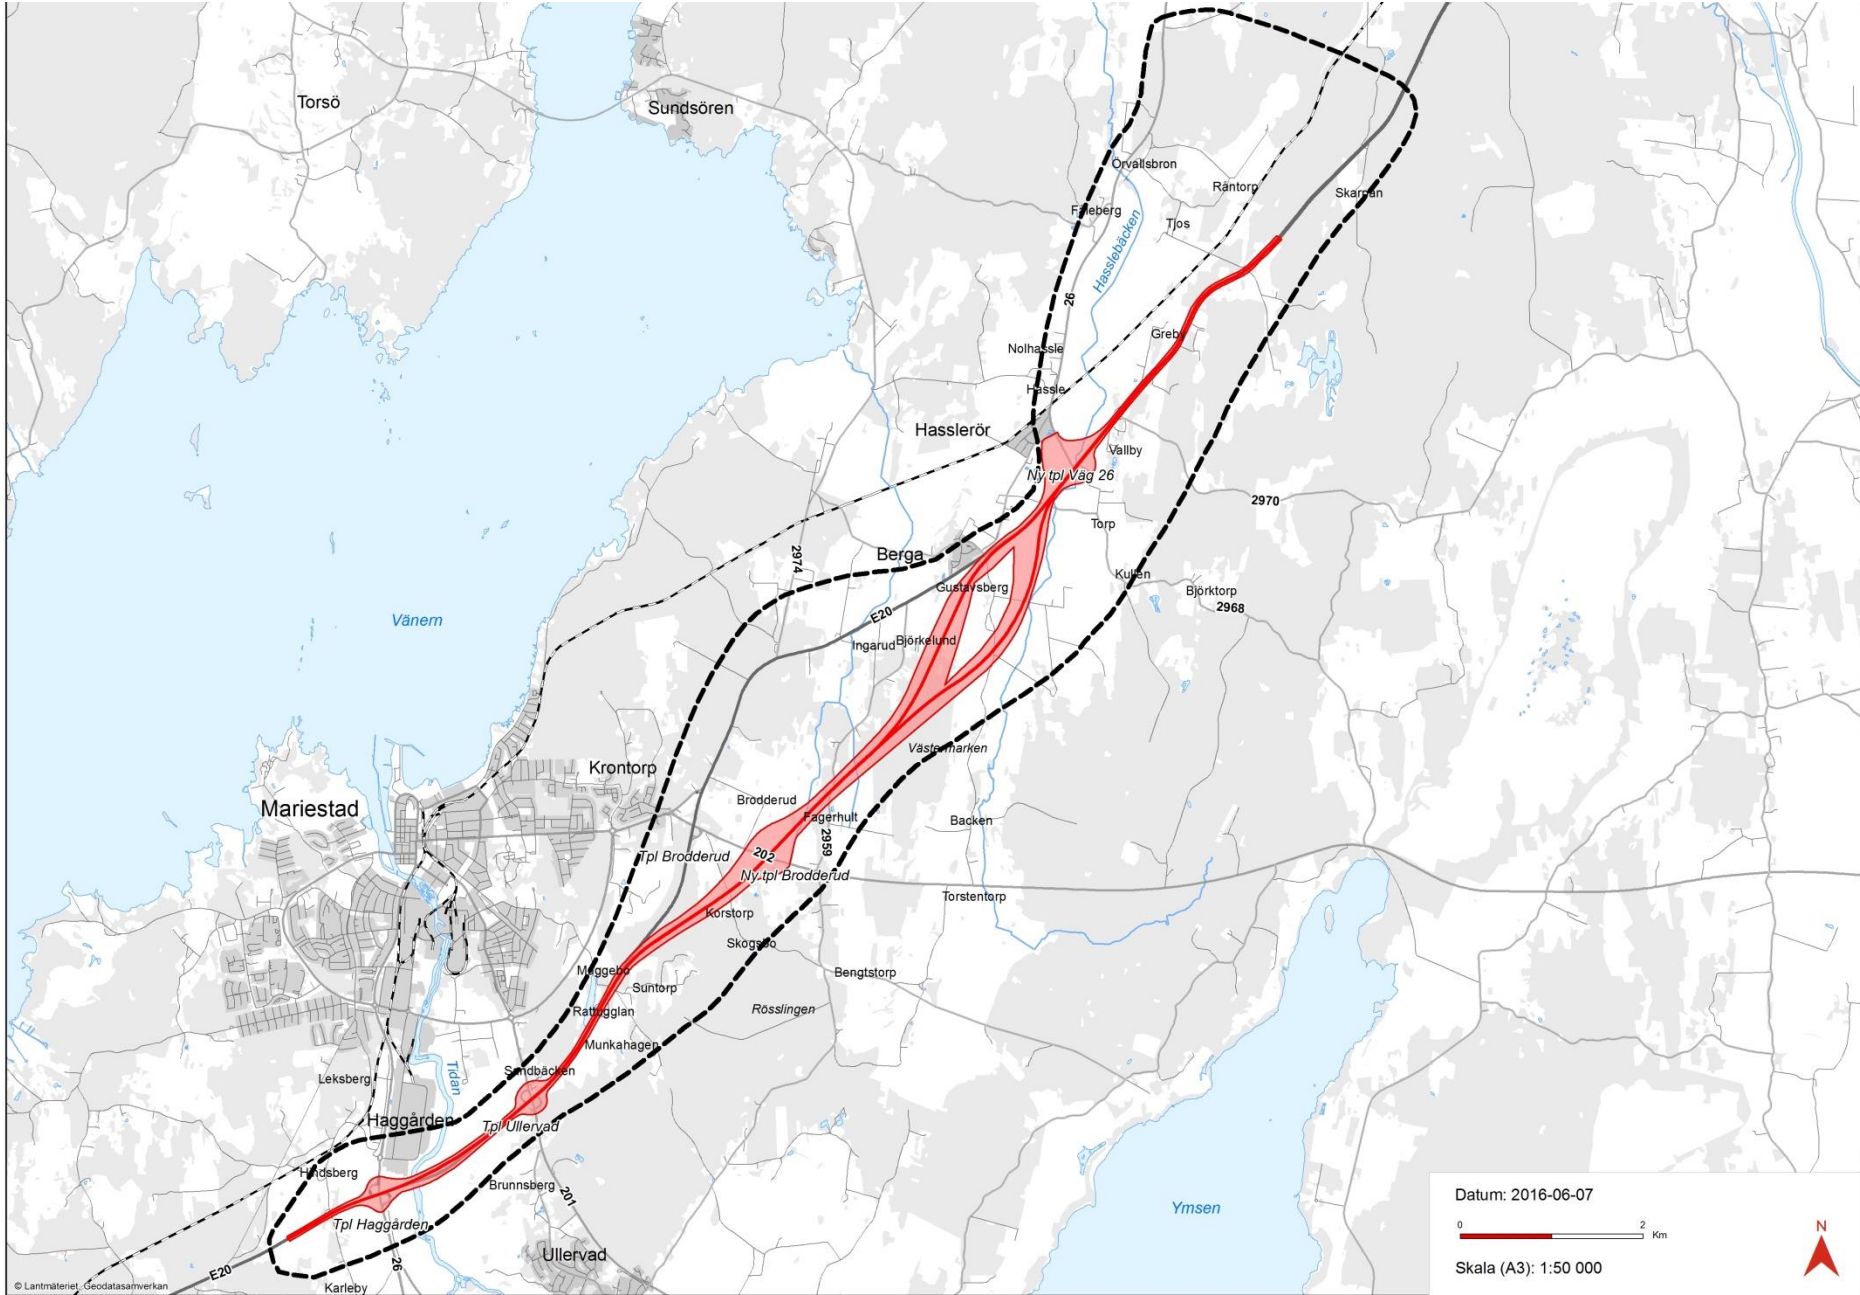 Torsö
Sundsören
Örvallsbron
Råntorp
Skarpan
Fäleberg
Tjos
Hasslebäcken
26
Nolhassle
Greby
Hassle
Hasslerör
Vallby
Ny tpl Väg 26
2970
Torp
2974
Berga
Kullen
Gustavsberg
Björktorp
2968
Vänern
E20
Ingarud
Björkelund
Västermarken
Krontorp
Mariestad
Brodderud
Fagerhult
Backen
2959
Tpl Brodderud
202
Ny tpl Brodderud
Torstentorp
Korstorp
Skogsbo
Muggebo
Bengtstorp
Suntorp
Rattugglan
Rösslingen
Munkahagen
Sandbäcken
Leksberg
Tidan
Haggården
Tpl Ullervad
Hindsberg
Brunnsberg
201
Ymsen
Tpl Haggården
Ullervad
26
E20
Karleby
© Lantmäteriet, Geodatasamverkan
Datum: 2016-06-07
0 2
Km
Skala (A3): 1:50 000
N